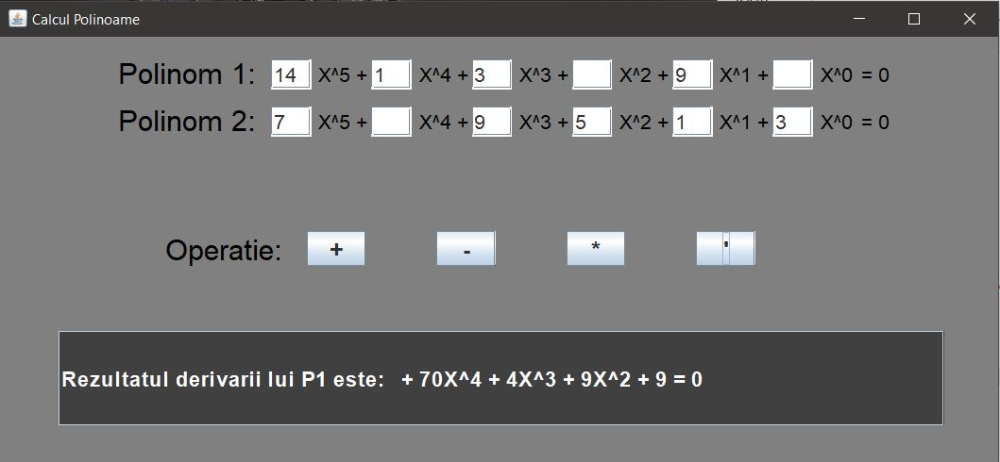 Calcul Polinoame
Polinom 1: 14 X^5 + 1 X^4 + 3 X^3 + X^2 + 9 X^1 + X^0 = 0
Polinom 2: 7 X^5 + X^4 + 9 X^3 + 5 X^2 + 1 X^1 + 3 X^0 = 0
Operatie: + - * '
Rezultatul derivarii lui P1 este: + 70X^4 + 4X^3 + 9X^2 + 9 = 0